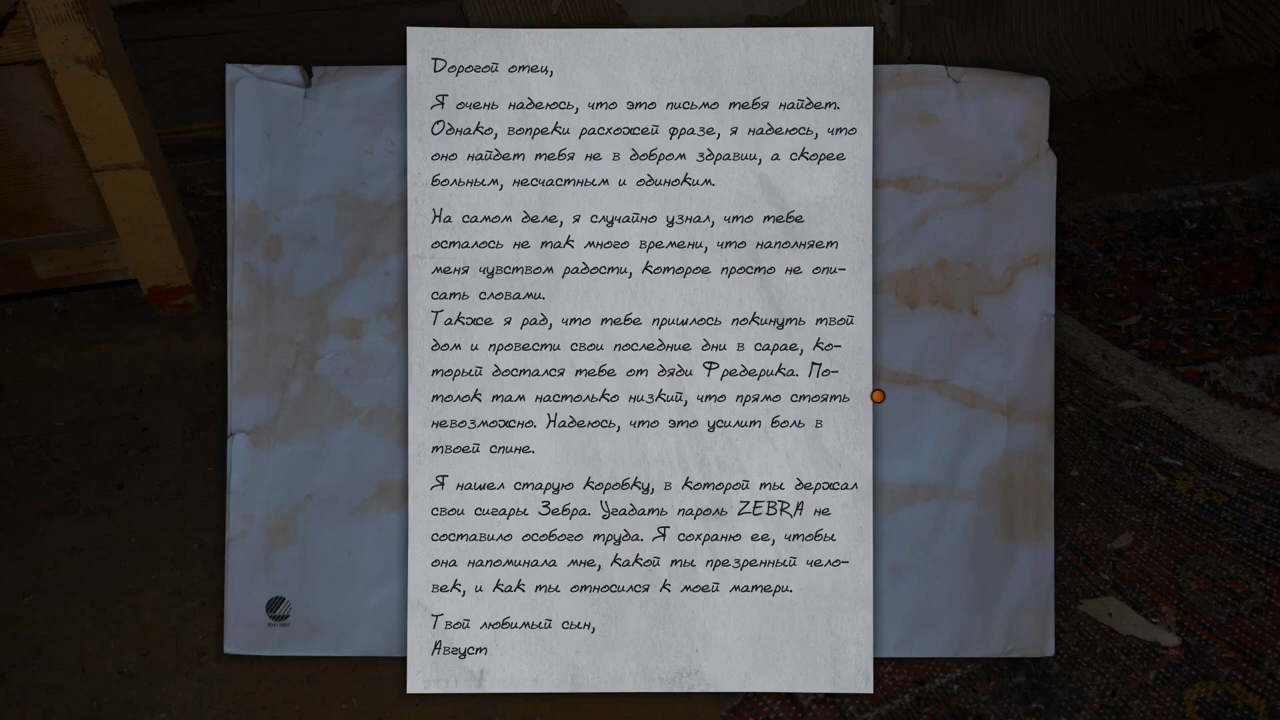 Дорогой отец,
Я очень надеюсь, что это письмо тебя найдет.
Однако, вопреки расхожей фразе, я надеюсь, что
оно найдет тебя не в добром здравии, а скорее
больным, несчастным и одиноким.
На самом деле, я случайно узнал, что тебе
осталось не так много времени, что наполняет
меня чувством радости, которое просто не опи-
сать словами.
Также я рад, что тебе пришлось покинуть твой
дом и провести свои последние дни в сарае, ко-
торый достался тебе от дяди Фредерика. По-
толок там настолько низкий, что прямо стоять
невозможно. Надеюсь, что это усилит боль в
твоей спине.
Я нашел старую коробку, в которой ты держал
свои сигары Зебра. Угадать пароль ZEBRA не
составило особого труда. Я сохраню ее, чтобы
она напоминала мне, какой ты презренный чело-
век, и как ты относился к моей матери.
Твой любимый сын,
Август